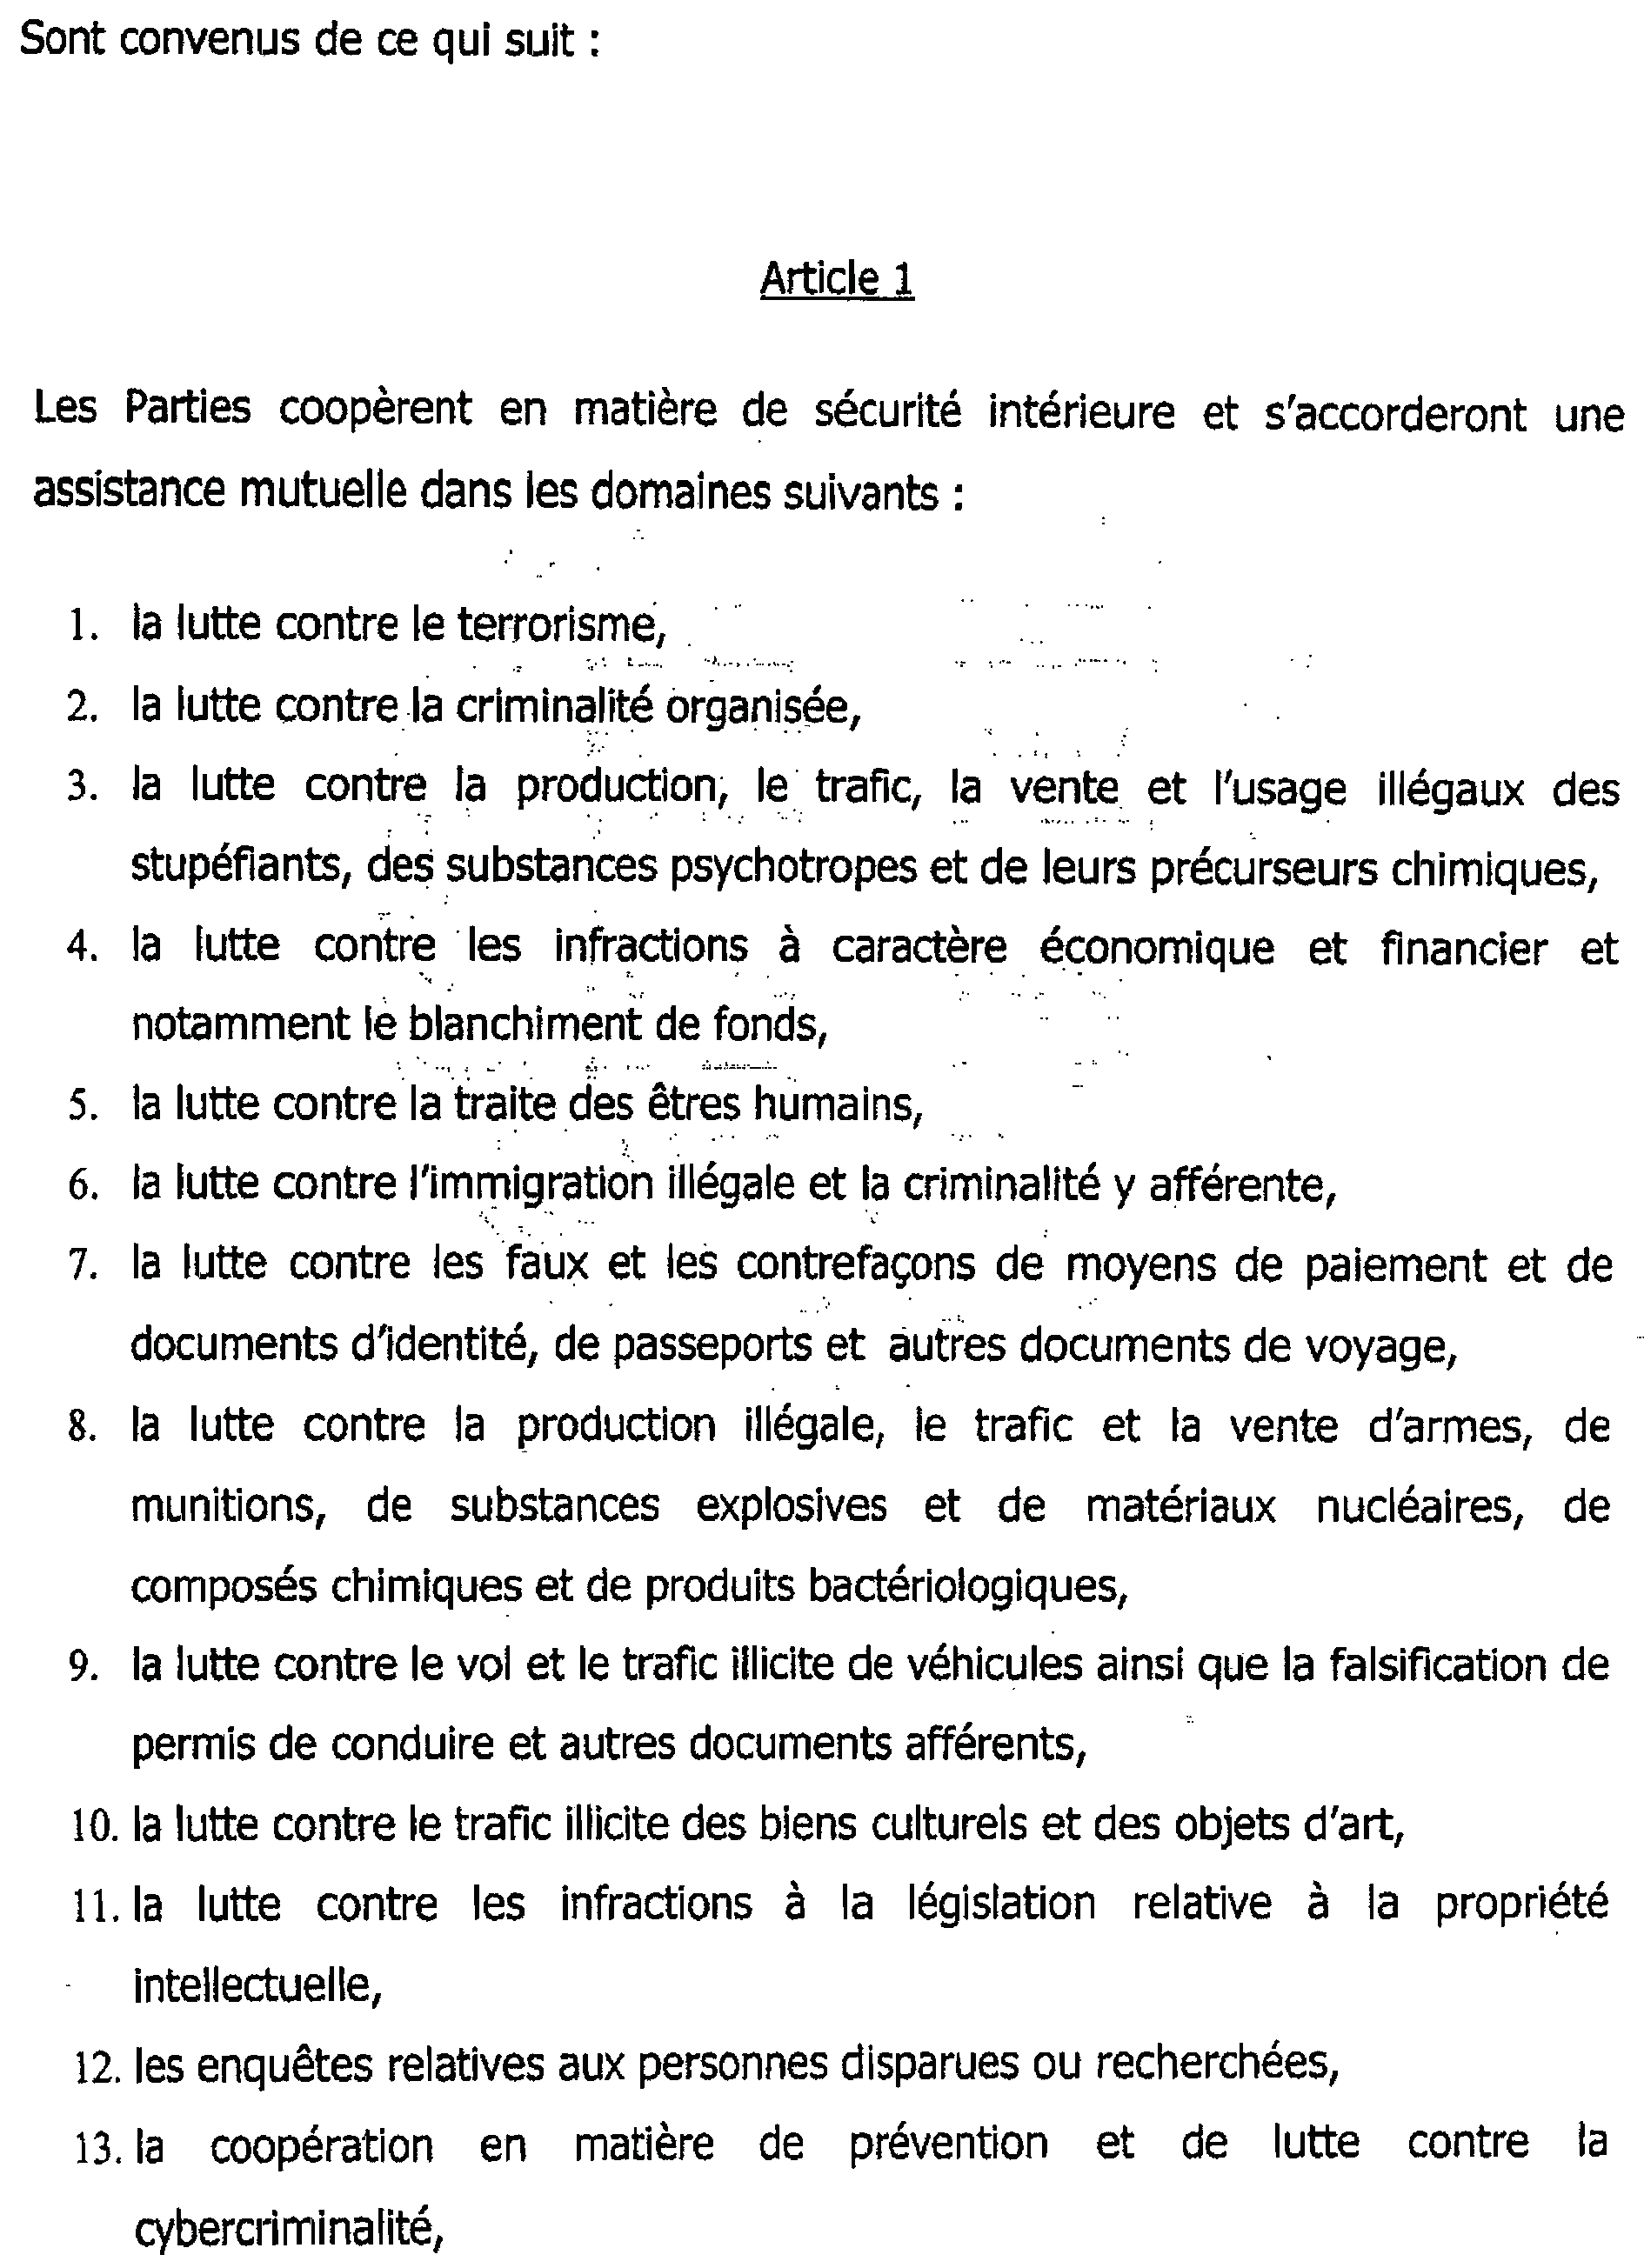 Sont convenus de ce qui suit :
Article 1
Les Parties coopèrent en matière de sécurité intérieure et s'accorderont une
assistance mutuelle dans les domaines suivants :
1. la lutte contre le terrorisme,
2. la lutte contre la criminalité organisée,
3. la lutte contre la production, le trafic, la vente et l'usage illégaux des
stupéfiants, des substances psychotropes et de leurs précurseurs chimiques,
4. la lutte contre les infractions à caractère économique et financier et
notamment le blanchiment de fonds,
5. la lutte contre la traite des êtres humains,
6. la lutte contre l'immigration illégale et la criminalité y afférente,
7. la lutte contre les faux et les contrefaçons de moyens de paiement et de
documents d'identité, de passeports et autres documents de voyage,
8. la lutte contre la production illégale, le trafic et la vente d'armes, de
munitions, de substances explosives et de matériaux nucléaires, de
composés chimiques et de produits bactériologiques,
9. la lutte contre le vol et le trafic illicite de véhicules ainsi que la falsification de
permis de conduire et autres documents afférents,
10. la lutte contre le trafic illicite des biens culturels et des objets d'art,
11. la lutte contre les infractions à la législation relative à la propriété
intellectuelle,
12. les enquêtes relatives aux personnes disparues ou recherchées,
13. la coopération en matière de prévention et de lutte contre la
cybercriminalité,